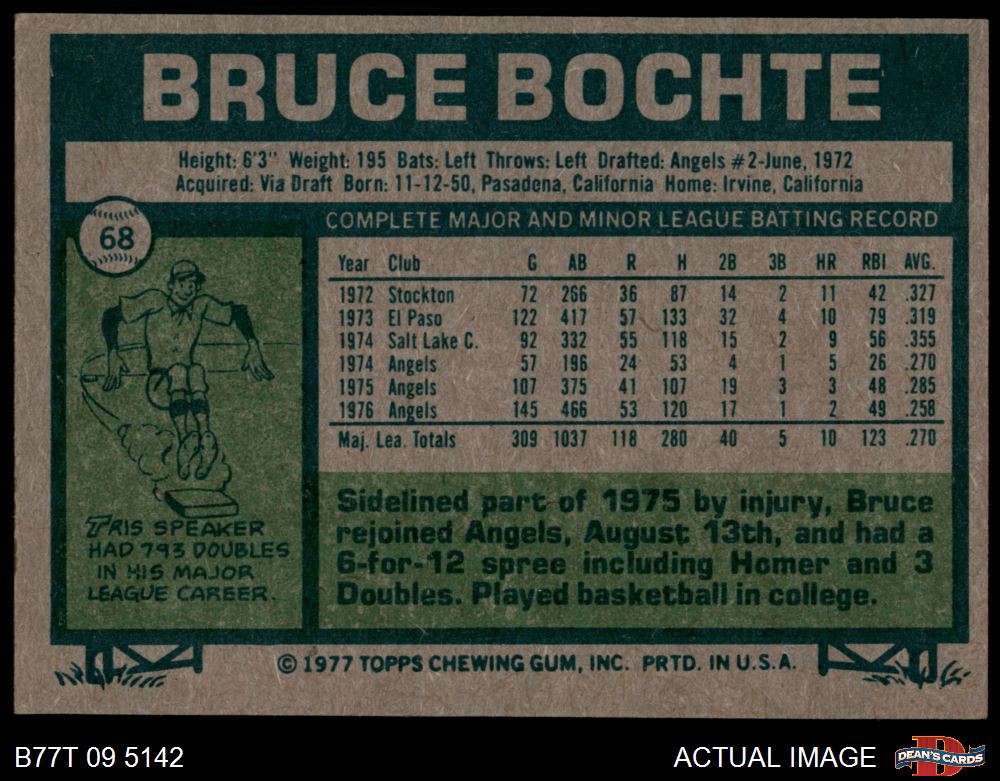 BRUCE BOCHTE
Height: 6'3" Weight: 195 Bats: Left Throws: Left Drafted: Angels #2-June, 1972
Acquired: Via Draft Born: 11-12-50, Pasadena, California Home: Irvine, California
68
COMPLETE MAJOR AND MINOR LEAGUE BATTING RECORD
Year Club G AB R H 2B 3B HR RBI AVG.
1972 Stockton 72 266 36 87 14 2 11 42 .327
1973 El Paso 122 417 57 133 32 4 10 79 .319
1974 Salt Lake C. 92 332 55 118 15 2 9 56 .355
1974 Angels 57 196 24 53 4 1 5 26 .270
1975 Angels 107 375 41 107 19 3 3 48 .285
1976 Angels 145 466 53 120 17 1 2 49 .258
Maj. Lea. Totals 309 1037 118 280 40 5 10 123 .270
TRIS SPEAKER
HAD 793 DOUBLES
IN HIS MAJOR
LEAGUE CAREER.
Sidelined part of 1975 by injury, Bruce
rejoined Angels, August 13th, and had a
6-for-12 spree including Homer and 3
Doubles. Played basketball in college.
© 1977 TOPPS CHEWING GUM, INC. PRTD. IN U.S.A.
B77T 09 5142
ACTUAL IMAGE
D
DEAN'S CARDS